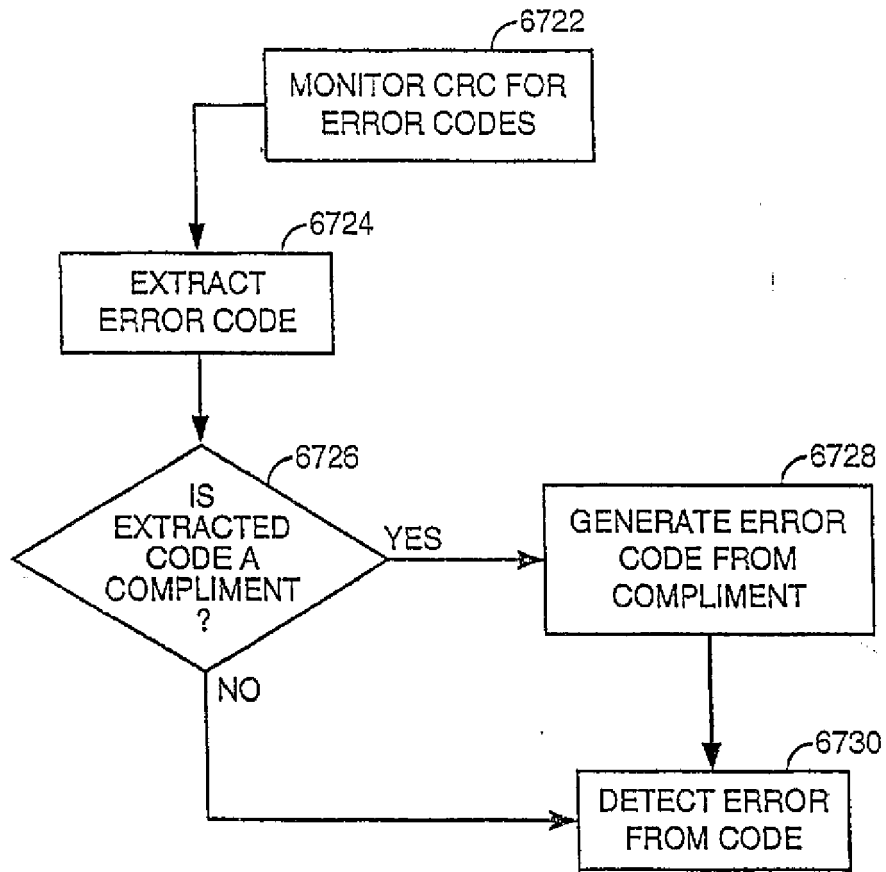 6722
MONITOR CRC FOR
ERROR CODES
6724
EXTRACT
ERROR CODE
6726
IS
EXTRACTED
CODE A
COMPLIMENT
?
YES
NO
6728
GENERATE ERROR
CODE FROM
COMPLIMENT
6730
DETECT ERROR
FROM CODE